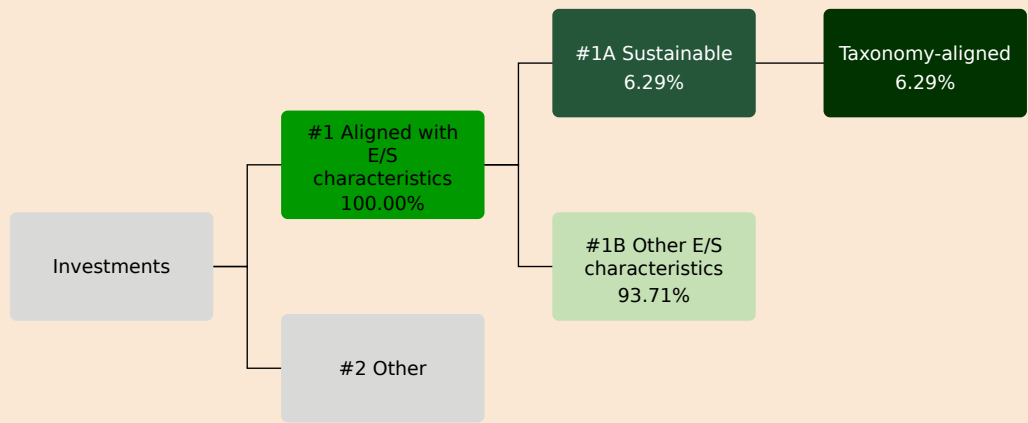 Investments
#1 Aligned with
E/S
characteristics
100.00%
#2 Other
#1A Sustainable
6.29%
#1B Other E/S
characteristics
93.71%
Taxonomy-aligned
6.29%